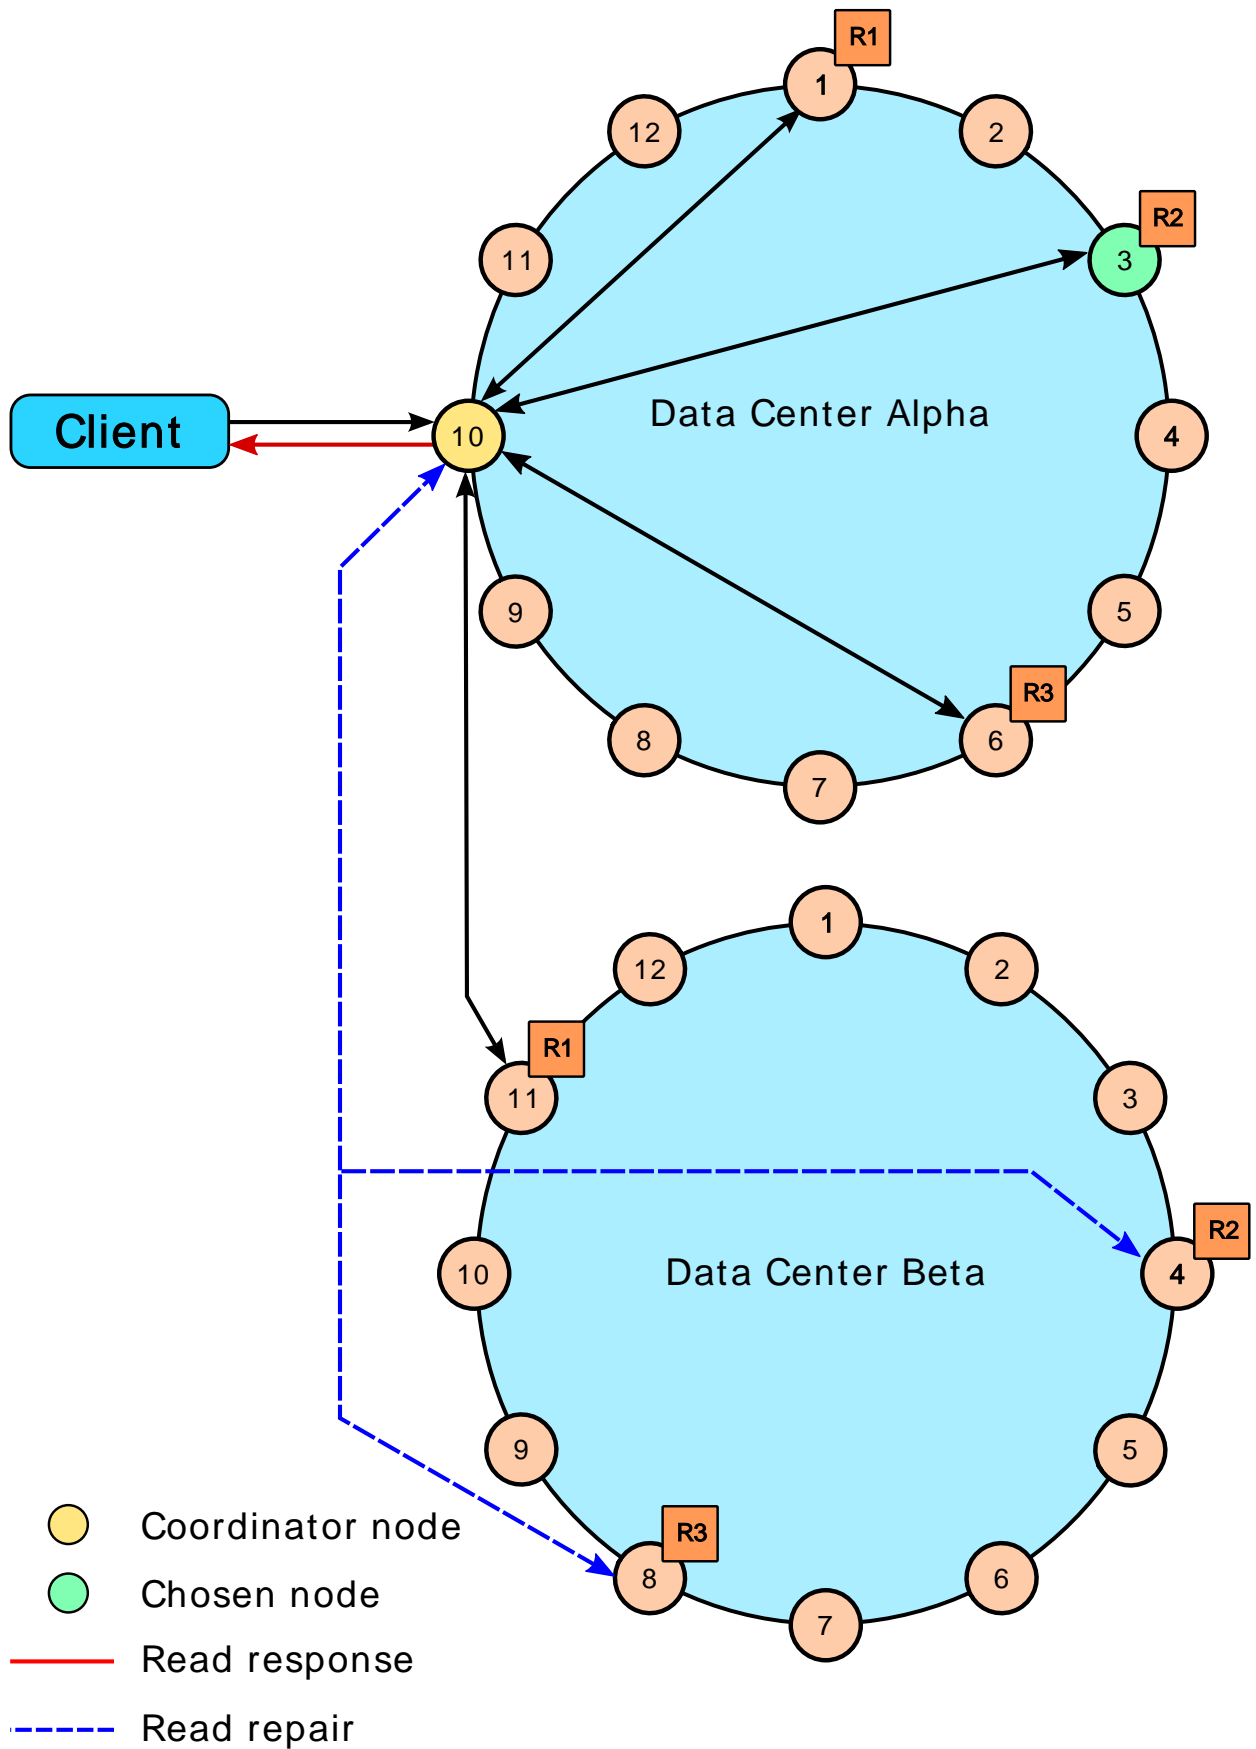 R1
1
12
2
R2
11
3
Client
10
Data Center Alpha
4
9
5
R3
8
6
7
1
12
2
R1
11
3
R2
10
Data Center Beta
4
9
5
Coordinator node
R3
8
6
Chosen node
7
Read response
Read repair